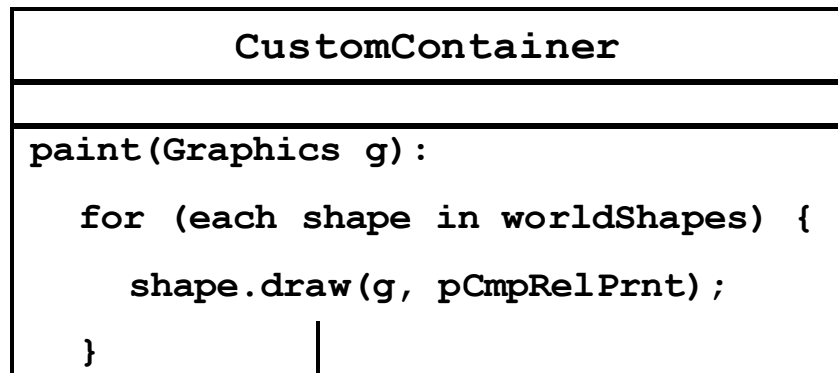 CustomContainer
paint(Graphics g):
for (each shape in worldShapes) {
shape.draw(g, pCmpRelPrnt);
}